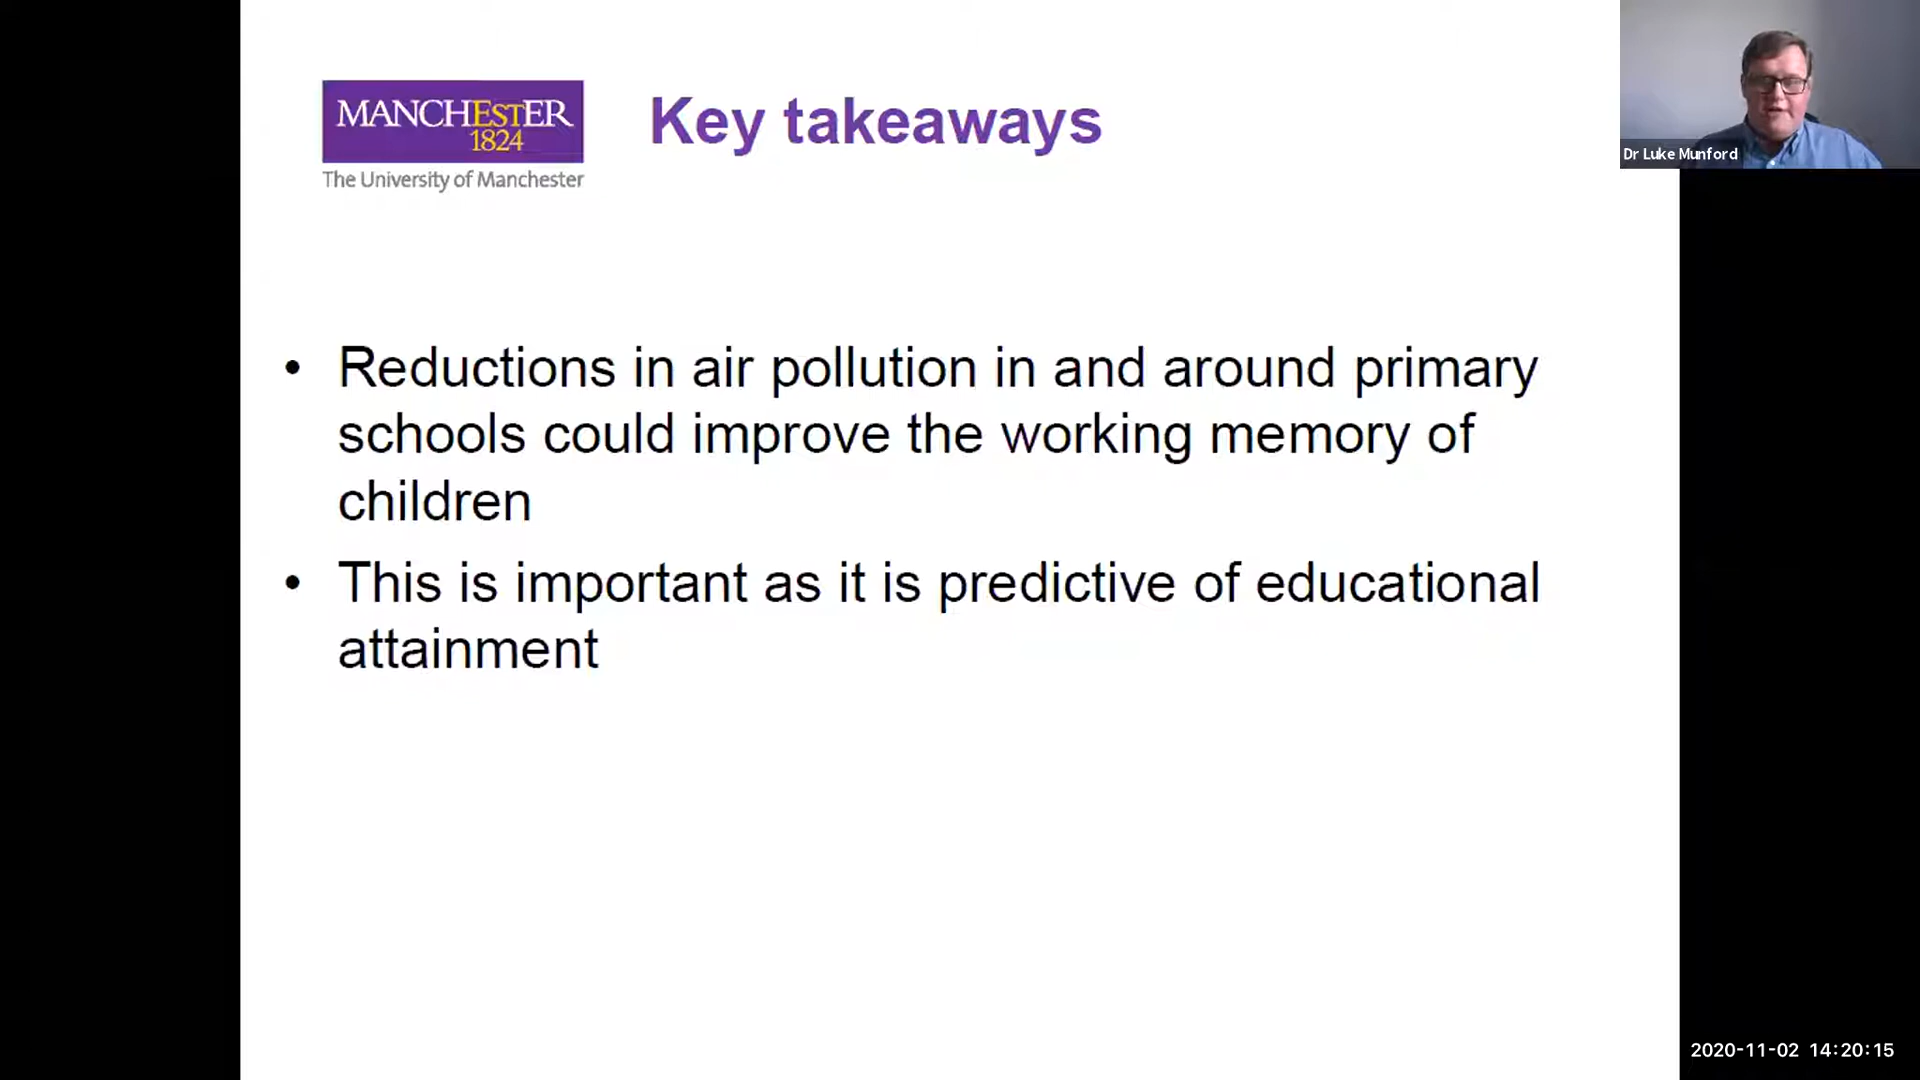 MANCHESTER
1824
The University of Manchester
Key takeaways
Dr Luke Munford
• Reductions in air pollution in and around primary
schools could improve the working memory of
children
• This is important as it is predictive of educational
attainment
2020-11-02 14:20:15